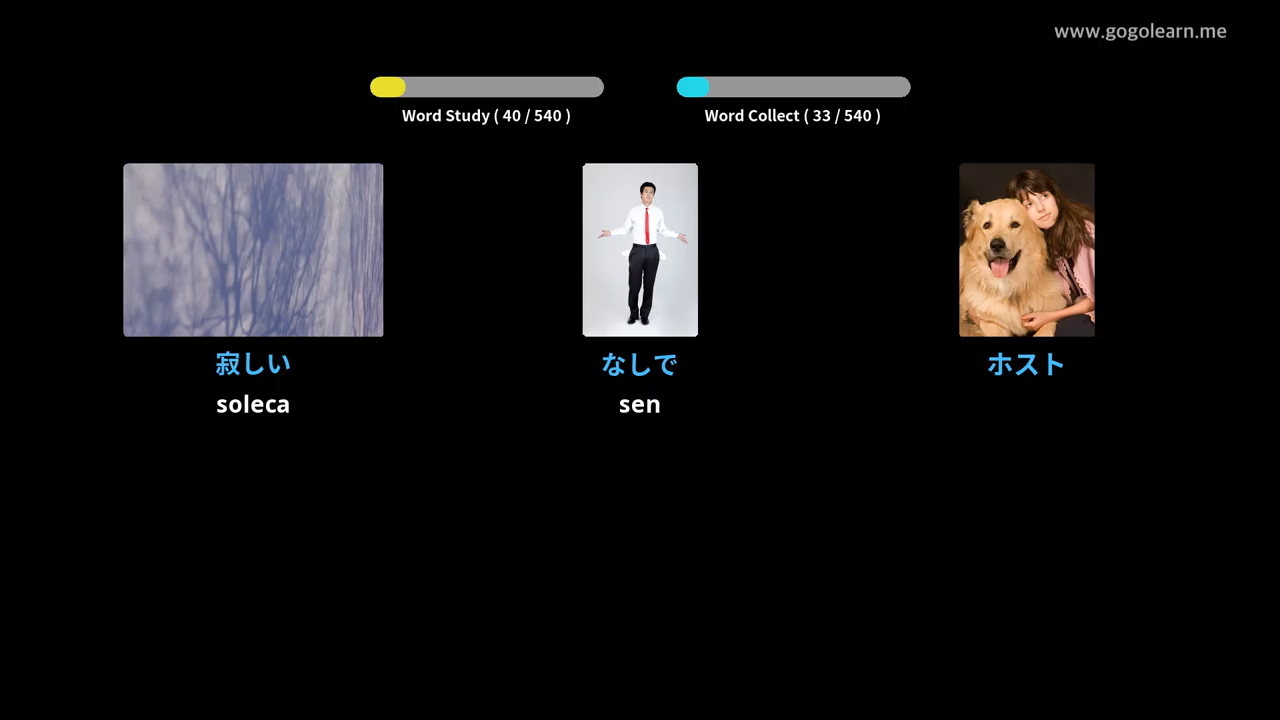 www.gogolearn.me
Word Study ( 40 / 540 )
Word Collect ( 33 / 540 )
寂しい
なしで
ホスト
soleca
sen